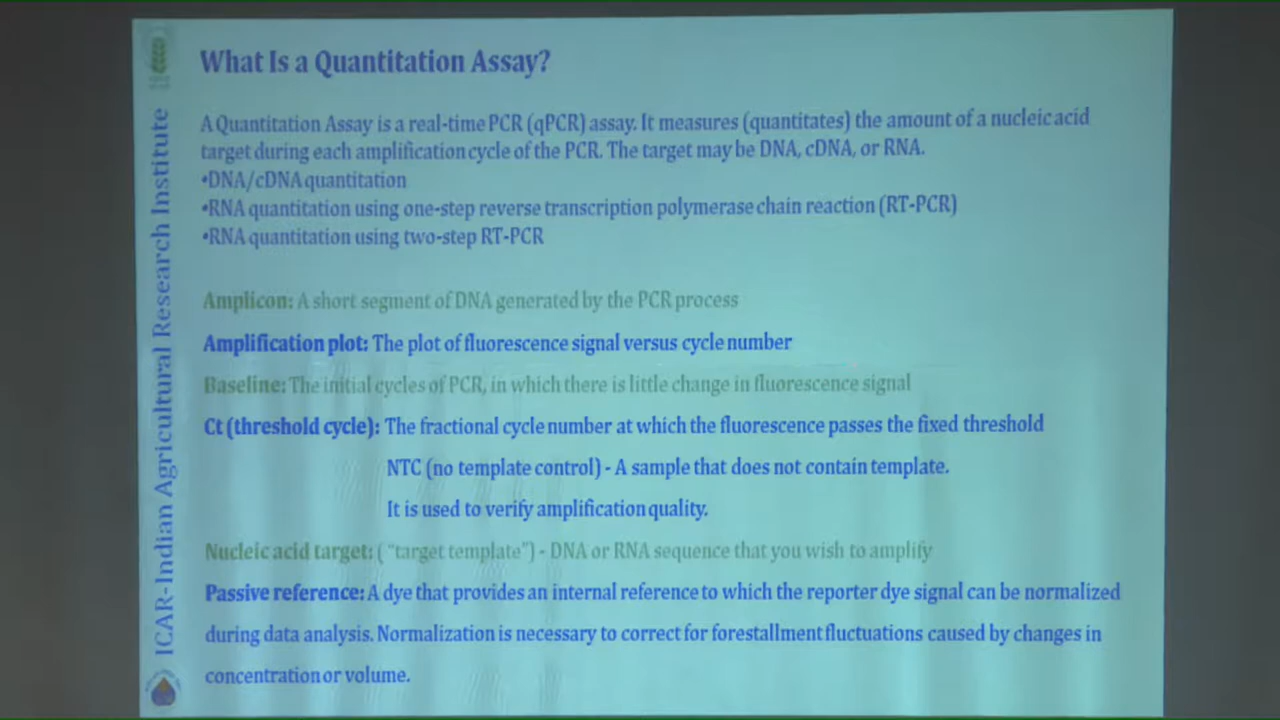 What Is a Quantitation Assay?
A Quantitation Assay is a real-time PCR (qPCR) assay. It measures (quantitates) the amount of a nucleic acid
target during each amplification cycle of the PCR. The target may be DNA, cDNA, or RNA.
•DNA/cDNA quantitation
•RNA quantitation using one-step reverse transcription polymerase chain reaction (RT-PCR)
•RNA quantitation using two-step RT-PCR
Amplicon: A short segment of DNA generated by the PCR process
Amplification plot: The plot of fluorescence signal versus cycle number
Baseline: The initial cycles of PCR, in which there is little change in fluorescence signal
Ct (threshold cycle): The fractional cycle number at which the fluorescence passes the fixed threshold
NTC (no template control) - A sample that does not contain template.
It is used to verify amplification quality.
Nucleic acid target: ( “target template”) - DNA or RNA sequence that you wish to amplify
Passive reference: A dye that provides an internal reference to which the reporter dye signal can be normalized
during data analysis. Normalization is necessary to correct for forestallment fluctuations caused by changes in
concentration or volume.
ICAR-Indian Agricultural Research Institute